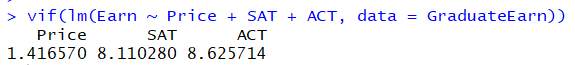 > vif(lm(Earn ~ Price + SAT + ACT, data = GraduateEarn))
   Price      SAT      ACT
1.416570 8.110280 8.625714